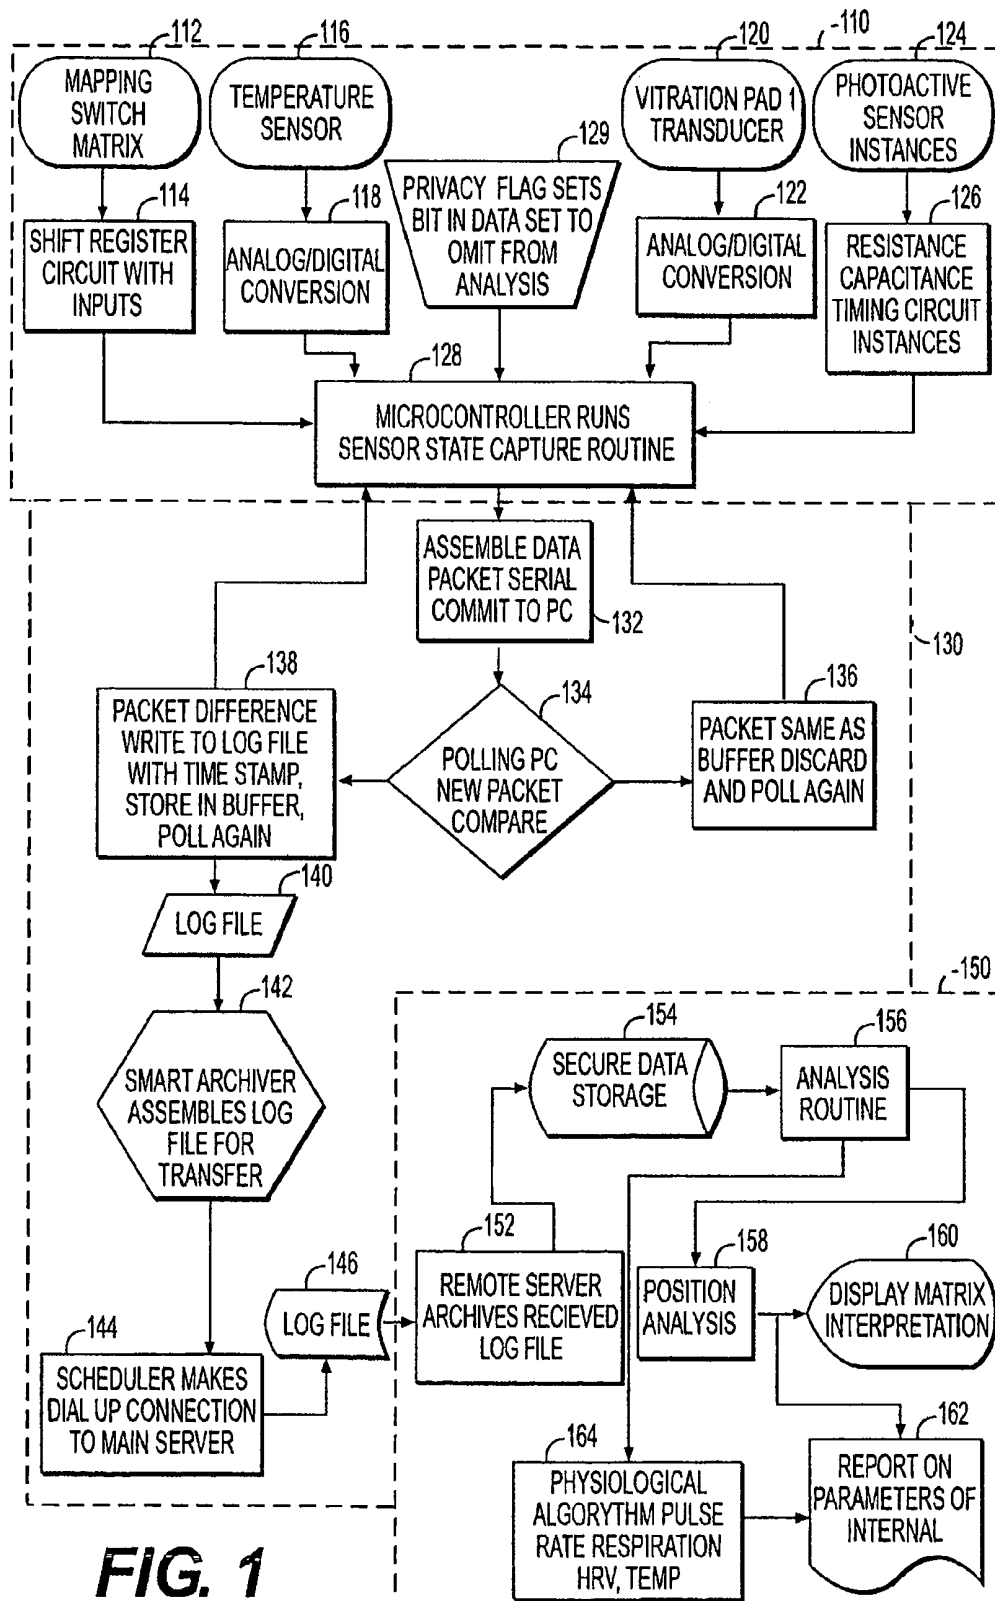 112
116
120
-110
124
MAPPING
SWITCH
MATRIX
TEMPERATURE
SENSOR
VITRATION PAD 1
TRANSDUCER
PHOTOACTIVE
SENSOR
INSTANCES
129
PRIVACY FLAG SETS
BIT IN DATA SET TO
OMIT FROM
ANALYSIS
114
SHIFT REGISTER
CIRCUIT WITH
INPUTS
118
ANALOG/DIGITAL
CONVERSION
122
ANALOG/DIGITAL
CONVERSION
126
RESISTANCE
CAPACITANCE
TIMING CIRCUIT
INSTANCES
128
MICROCONTROLLER RUNS
SENSOR STATE CAPTURE ROUTINE
ASSEMBLE DATA
PACKET SERIAL
COMMIT TO PC
132
130
138
PACKET DIFFERENCE
WRITE TO LOG FILE
WITH TIME STAMP,
STORE IN BUFFER,
POLL AGAIN
134
POLLING PC
NEW PACKET
COMPARE
136
PACKET SAME AS
BUFFER DISCARD
AND POLL AGAIN
140
LOG FILE
142
SMART ARCHIVER
ASSEMBLES LOG
FILE FOR
TRANSFER
-150
154
SECURE DATA
STORAGE
156
ANALYSIS
ROUTINE
144
SCHEDULER MAKES
DIAL UP CONNECTION
TO MAIN SERVER
146
LOG FILE
152
REMOTE SERVER
ARCHIVES RECIEVED
LOG FILE
158
POSITION
ANALYSIS
160
DISPLAY MATRIX
INTERPRETATION
164
PHYSIOLOGICAL
ALGORYTHM PULSE
RATE RESPIRATION
HRV, TEMP
162
REPORT ON
PARAMETERS OF
INTERNAL
FIG. 1